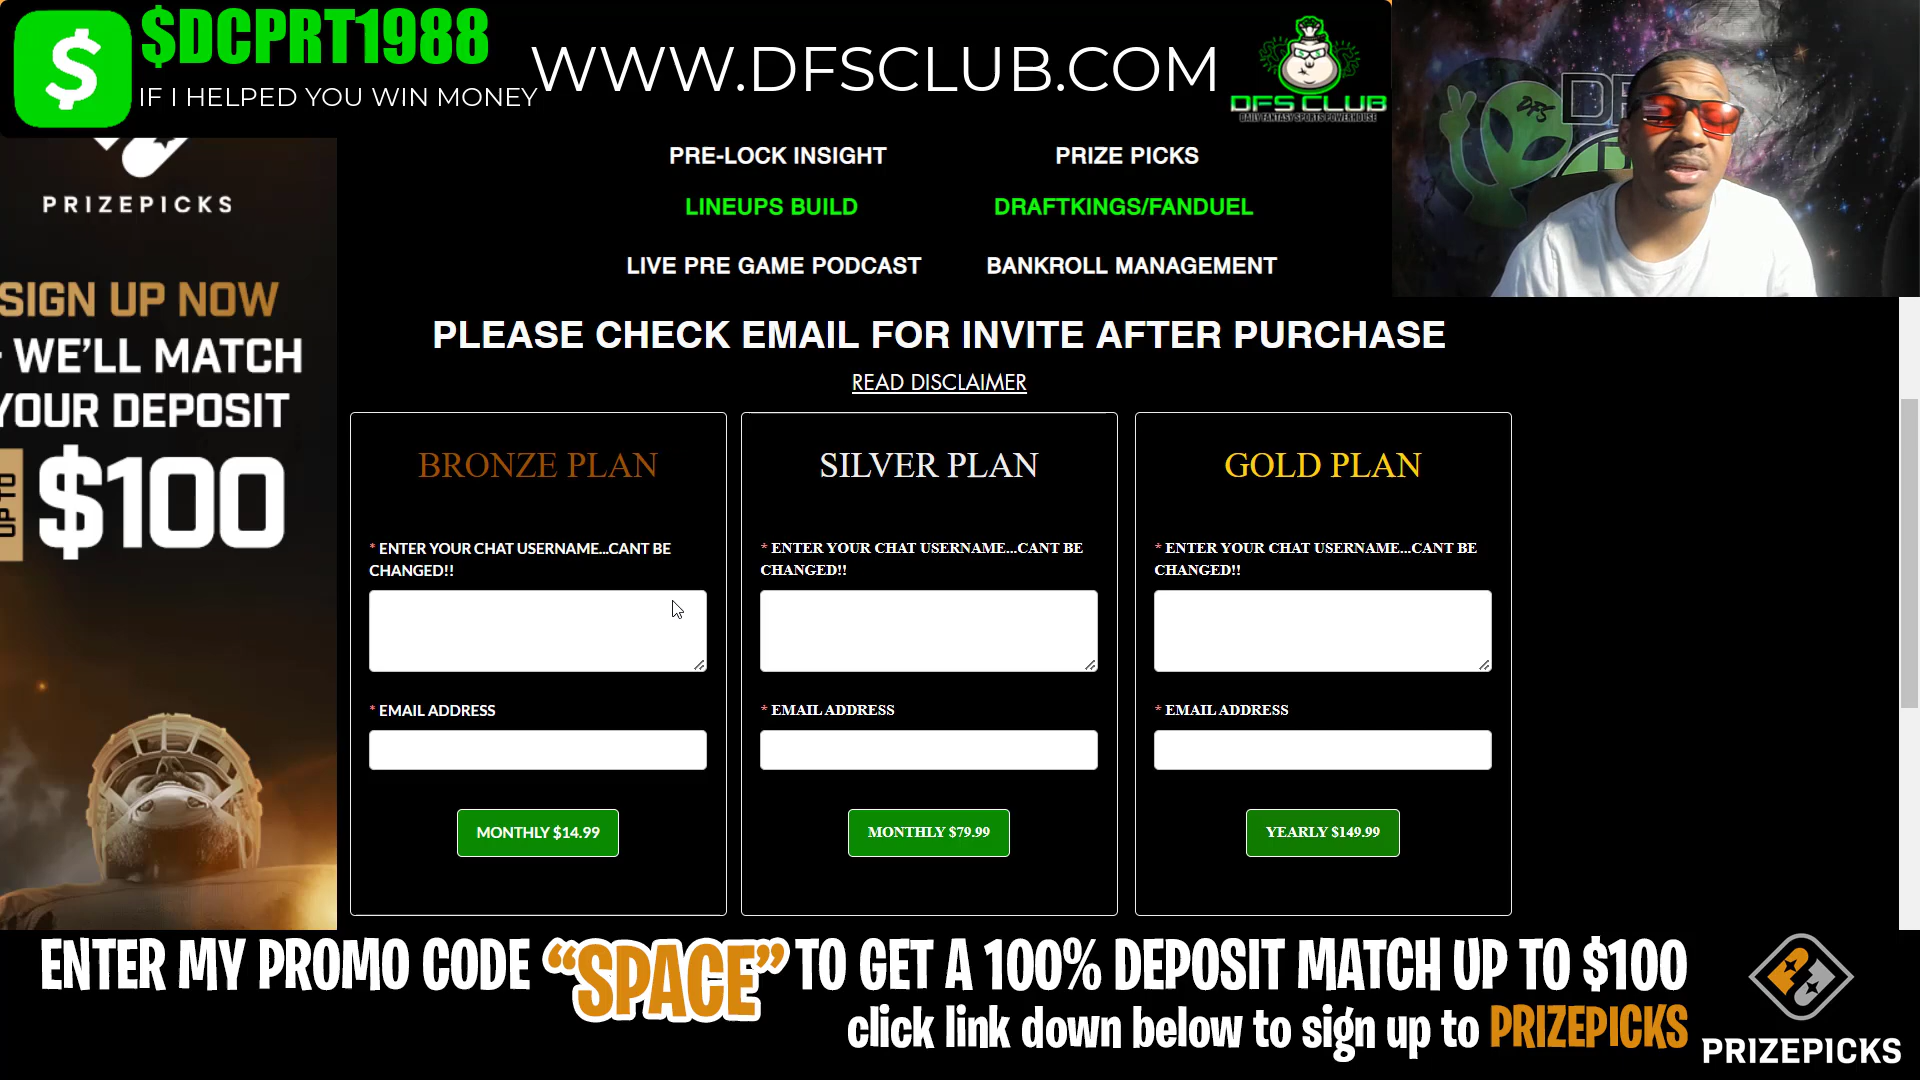 $DCPRT1988
IF I HELPED YOU WIN MONEY
WWW.DFSCLUB.COM
DFS CLUB
DAILY FANTASY SPORTS POWERHOUSE
DFS
D
PRIZEPICKS
SIGN UP NOW
WE'LL MATCH
YOUR DEPOSIT
UP TO
$100
PRE-LOCK INSIGHT
PRIZE PICKS
LINEUPS BUILD
DRAFTKINGS/FANDUEL
LIVE PRE GAME PODCAST
BANKROLL MANAGEMENT
PLEASE CHECK EMAIL FOR INVITE AFTER PURCHASE
READ DISCLAIMER
BRONZE PLAN
* ENTER YOUR CHAT USERNAME...CANT BE
CHANGED!!
* EMAIL ADDRESS
MONTHLY $14.99
SILVER PLAN
* ENTER YOUR CHAT USERNAME...CANT BE
CHANGED!!
* EMAIL ADDRESS
MONTHLY $79.99
GOLD PLAN
* ENTER YOUR CHAT USERNAME...CANT BE
CHANGED!!
* EMAIL ADDRESS
YEARLY $149.99
ENTER MY PROMO CODE “SPACE” TO GET A 100% DEPOSIT MATCH UP TO $100
click link down below to sign up to PRIZEPICKS
PRIZEPICKS